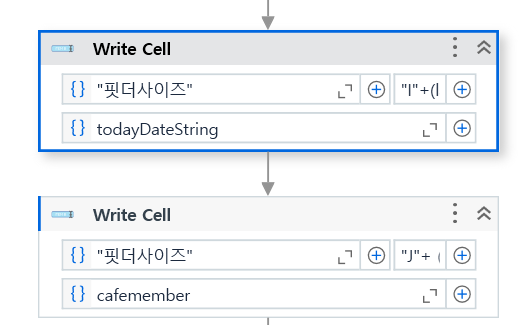 Write Cell
{} "핏더사이즈" "I"+(
{} todayDateString
Write Cell
{} "핏더사이즈" "J"+ (
{} cafemember